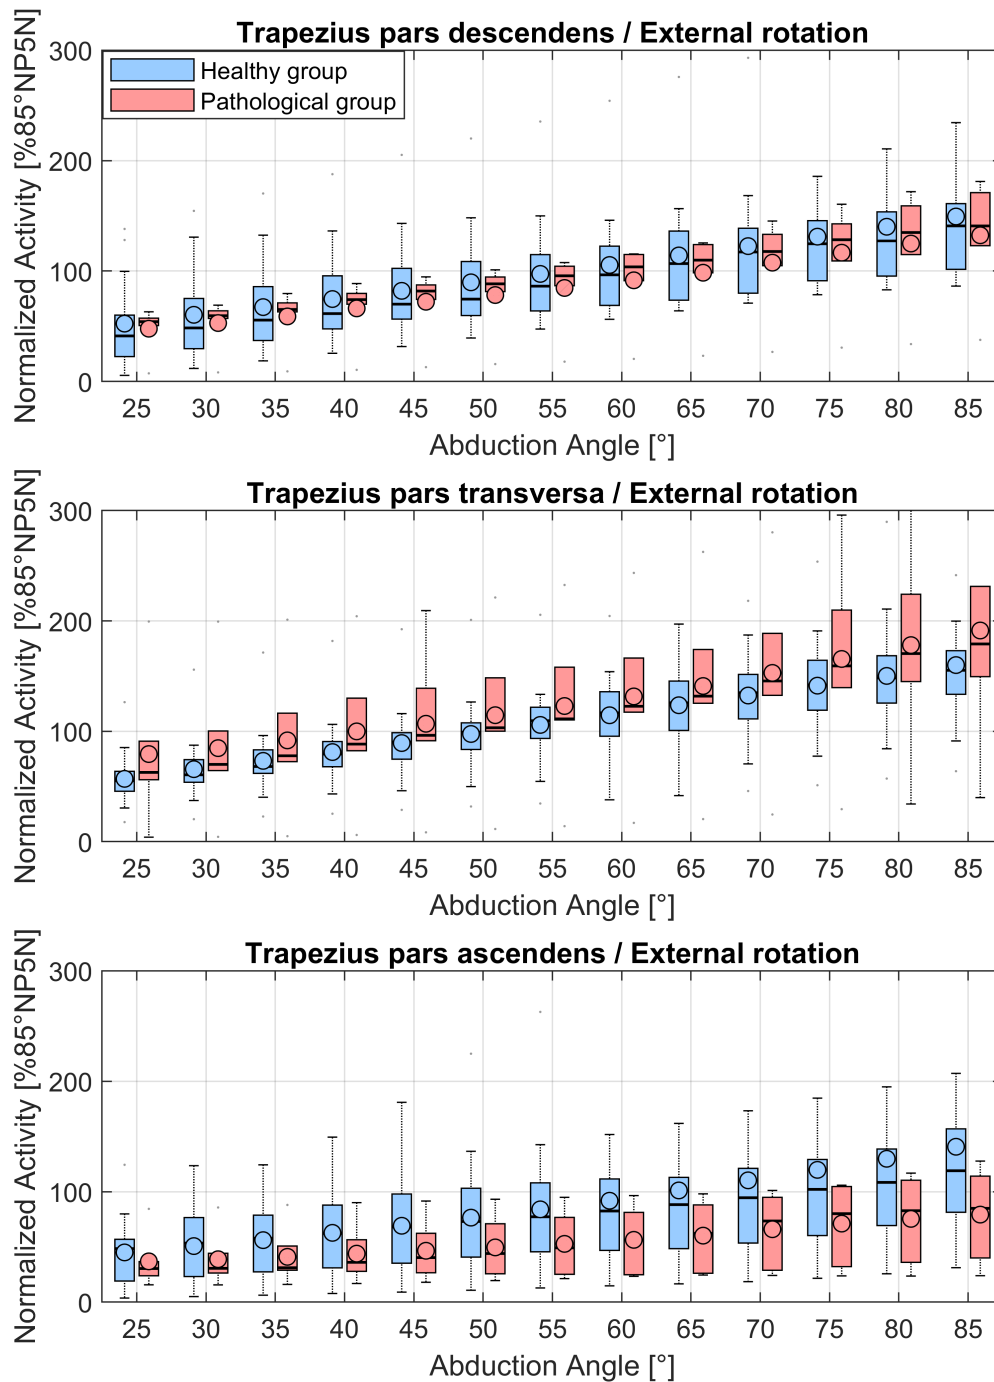 Trapezius pars descendens / External rotation
Normalized Activity [%85°NP5N]
300
200
100
0
Healthy group
Pathological group
25 30 35 40 45 50 55 60 65 70 75 80 85
Abduction Angle [°]
Trapezius pars transversa / External rotation
Normalized Activity [%85°NP5N]
300
200
100
0
25 30 35 40 45 50 55 60 65 70 75 80 85
Abduction Angle [°]
Trapezius pars ascendens / External rotation
Normalized Activity [%85°NP5N]
300
200
100
0
25 30 35 40 45 50 55 60 65 70 75 80 85
Abduction Angle [°]